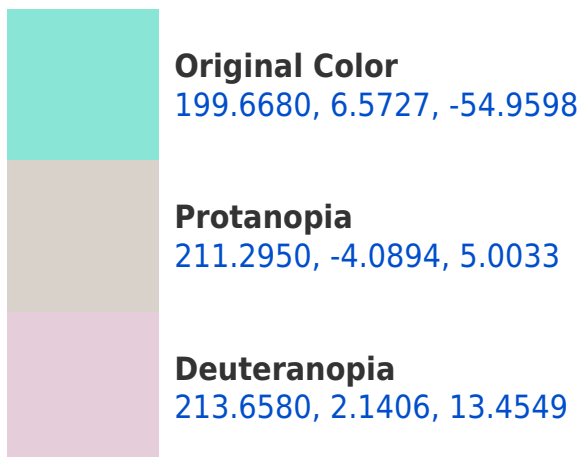 Original Color
199.6680, 6.5727, -54.9598
Protanopia
211.2950, -4.0894, 5.0033
Deuteranopia
213.6580, 2.1406, 13.4549